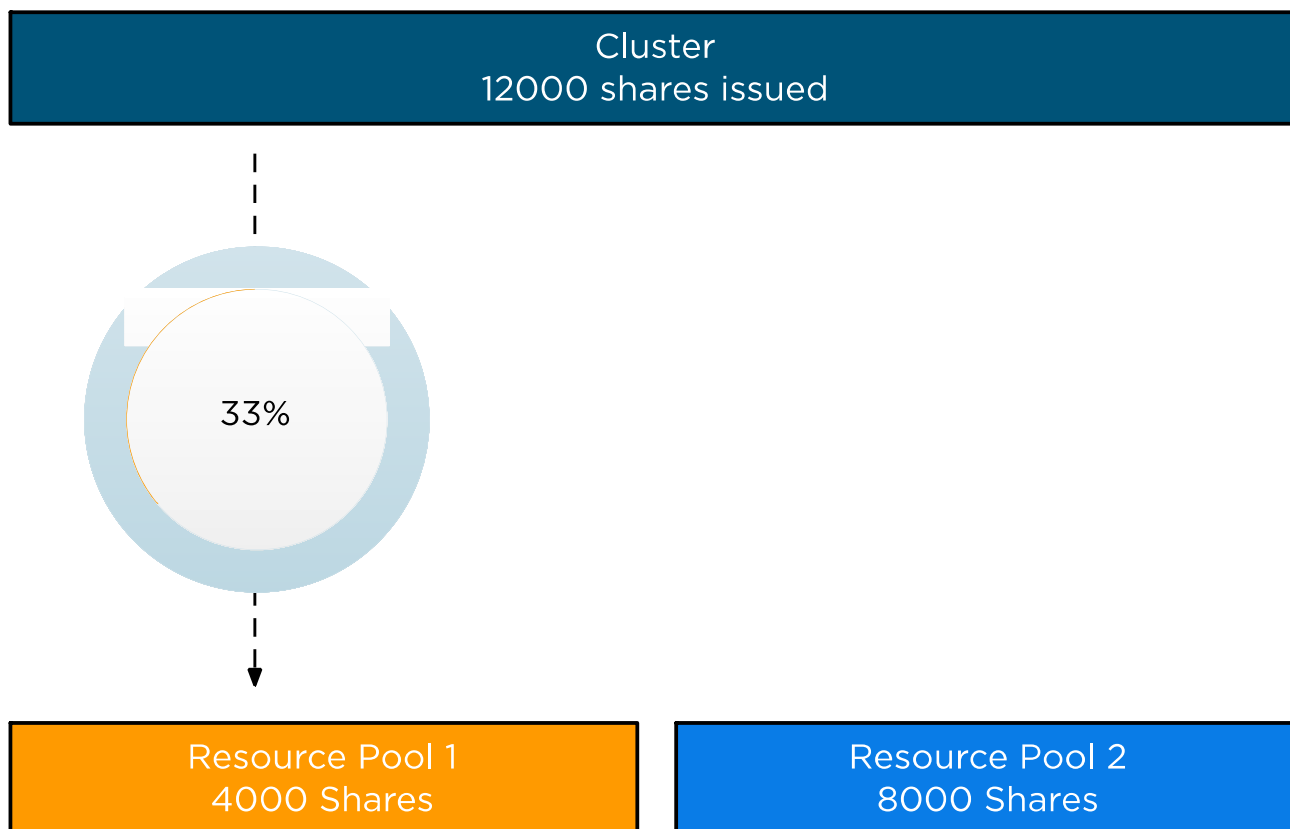 Cluster
12000 shares issued
33%
Resource Pool 1
4000 Shares
Resource Pool 2
8000 Shares